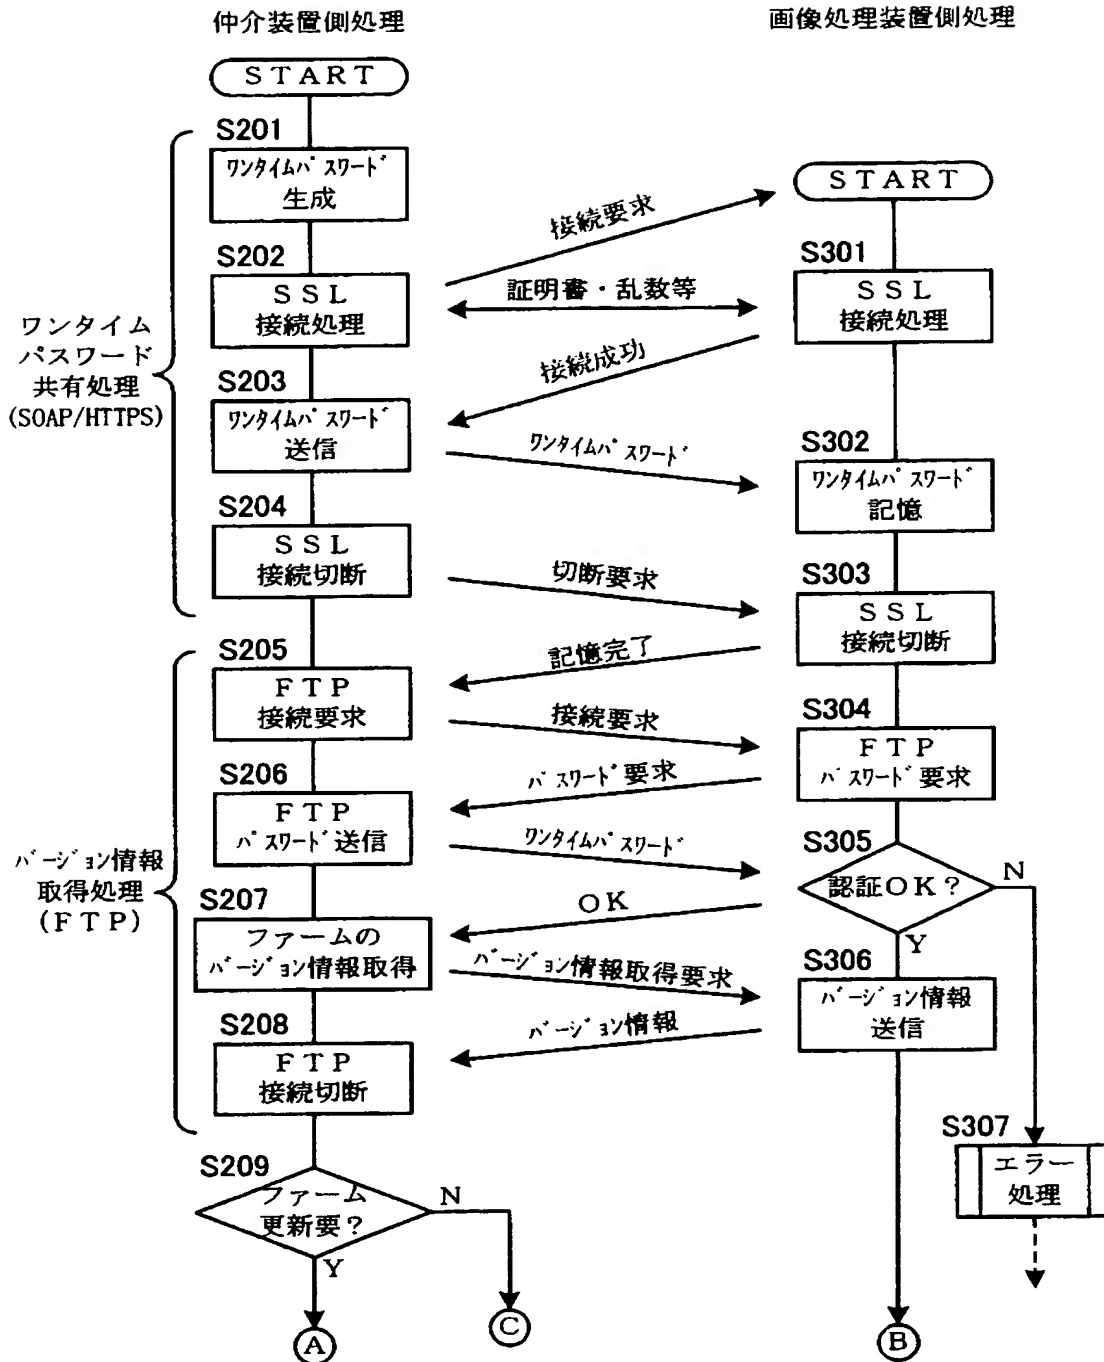 仲介装置側処理
画像処理装置側処理
START
S201
ワンタイムパスワード
生成
START
接続要求
S202
SSL
接続処理
証明書・乱数等
S301
SSL
接続処理
ワンタイム
パスワード
共有処理
(SOAP/HTTPS)
接続成功
S203
ワンタイムパスワード
送信
ワンタイムパスワード
S302
ワンタイムパスワード
記憶
S204
SSL
接続切断
切断要求
S303
SSL
接続切断
記憶完了
S205
FTP
接続要求
接続要求
S304
FTP
パスワード要求
パスワード要求
S206
FTP
パスワード送信
ワンタイムパスワード
S305
認証OK?
N
Y
バージョン情報
取得処理
(FTP)
OK
S207
ファームの
バージョン情報取得
バージョン情報取得要求
S306
バージョン情報
送信
バージョン情報
S208
FTP
接続切断
S307
エラー
処理
S209
ファーム
更新要?
N
Y
A
C
B